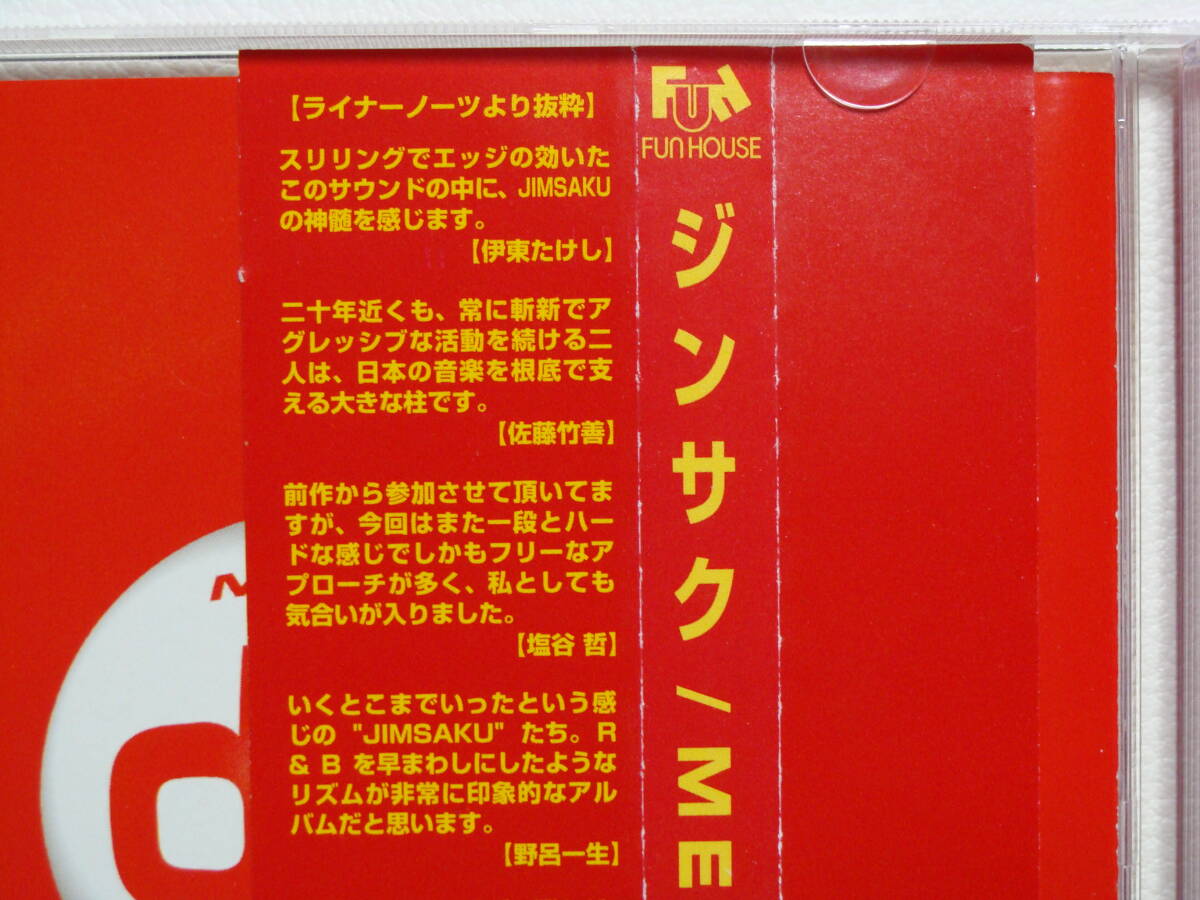 【ライナーノーツより抜粋】
スリリングでエッジの効いた
このサウンドの中に、JIMSAKU
の神髄を感じます。
【伊東たけし】
二十年近くも、常に斬新でア
グレッシブな活動を続ける二
人は、日本の音楽を根底で支
える大きな柱です。
【佐藤竹善】
前作から参加させて頂いてま
すが、今回はまた一段とハー
ドな感じでしかもフリーなア
プローチが多く、私としても
気合いが入りました。
【塩谷 哲】
いくとこまでいったという感
じの "JIMSAKU" たち。R
& B を早まわしにしたような
リズムが非常に印象的なアル
バムだと思います。
【野呂一生】
FUN
FUN HOUSE
ジンサク/ME